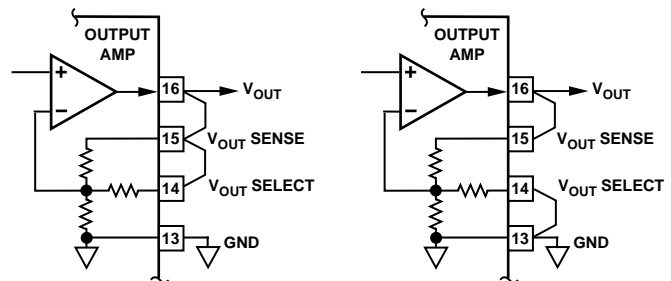 OUTPUT
AMP
+
−
16
V_OUT
15
V_OUT SENSE
14
V_OUT SELECT
13
GND
OUTPUT
AMP
+
−
16
V_OUT
15
V_OUT SENSE
14
V_OUT SELECT
13
GND